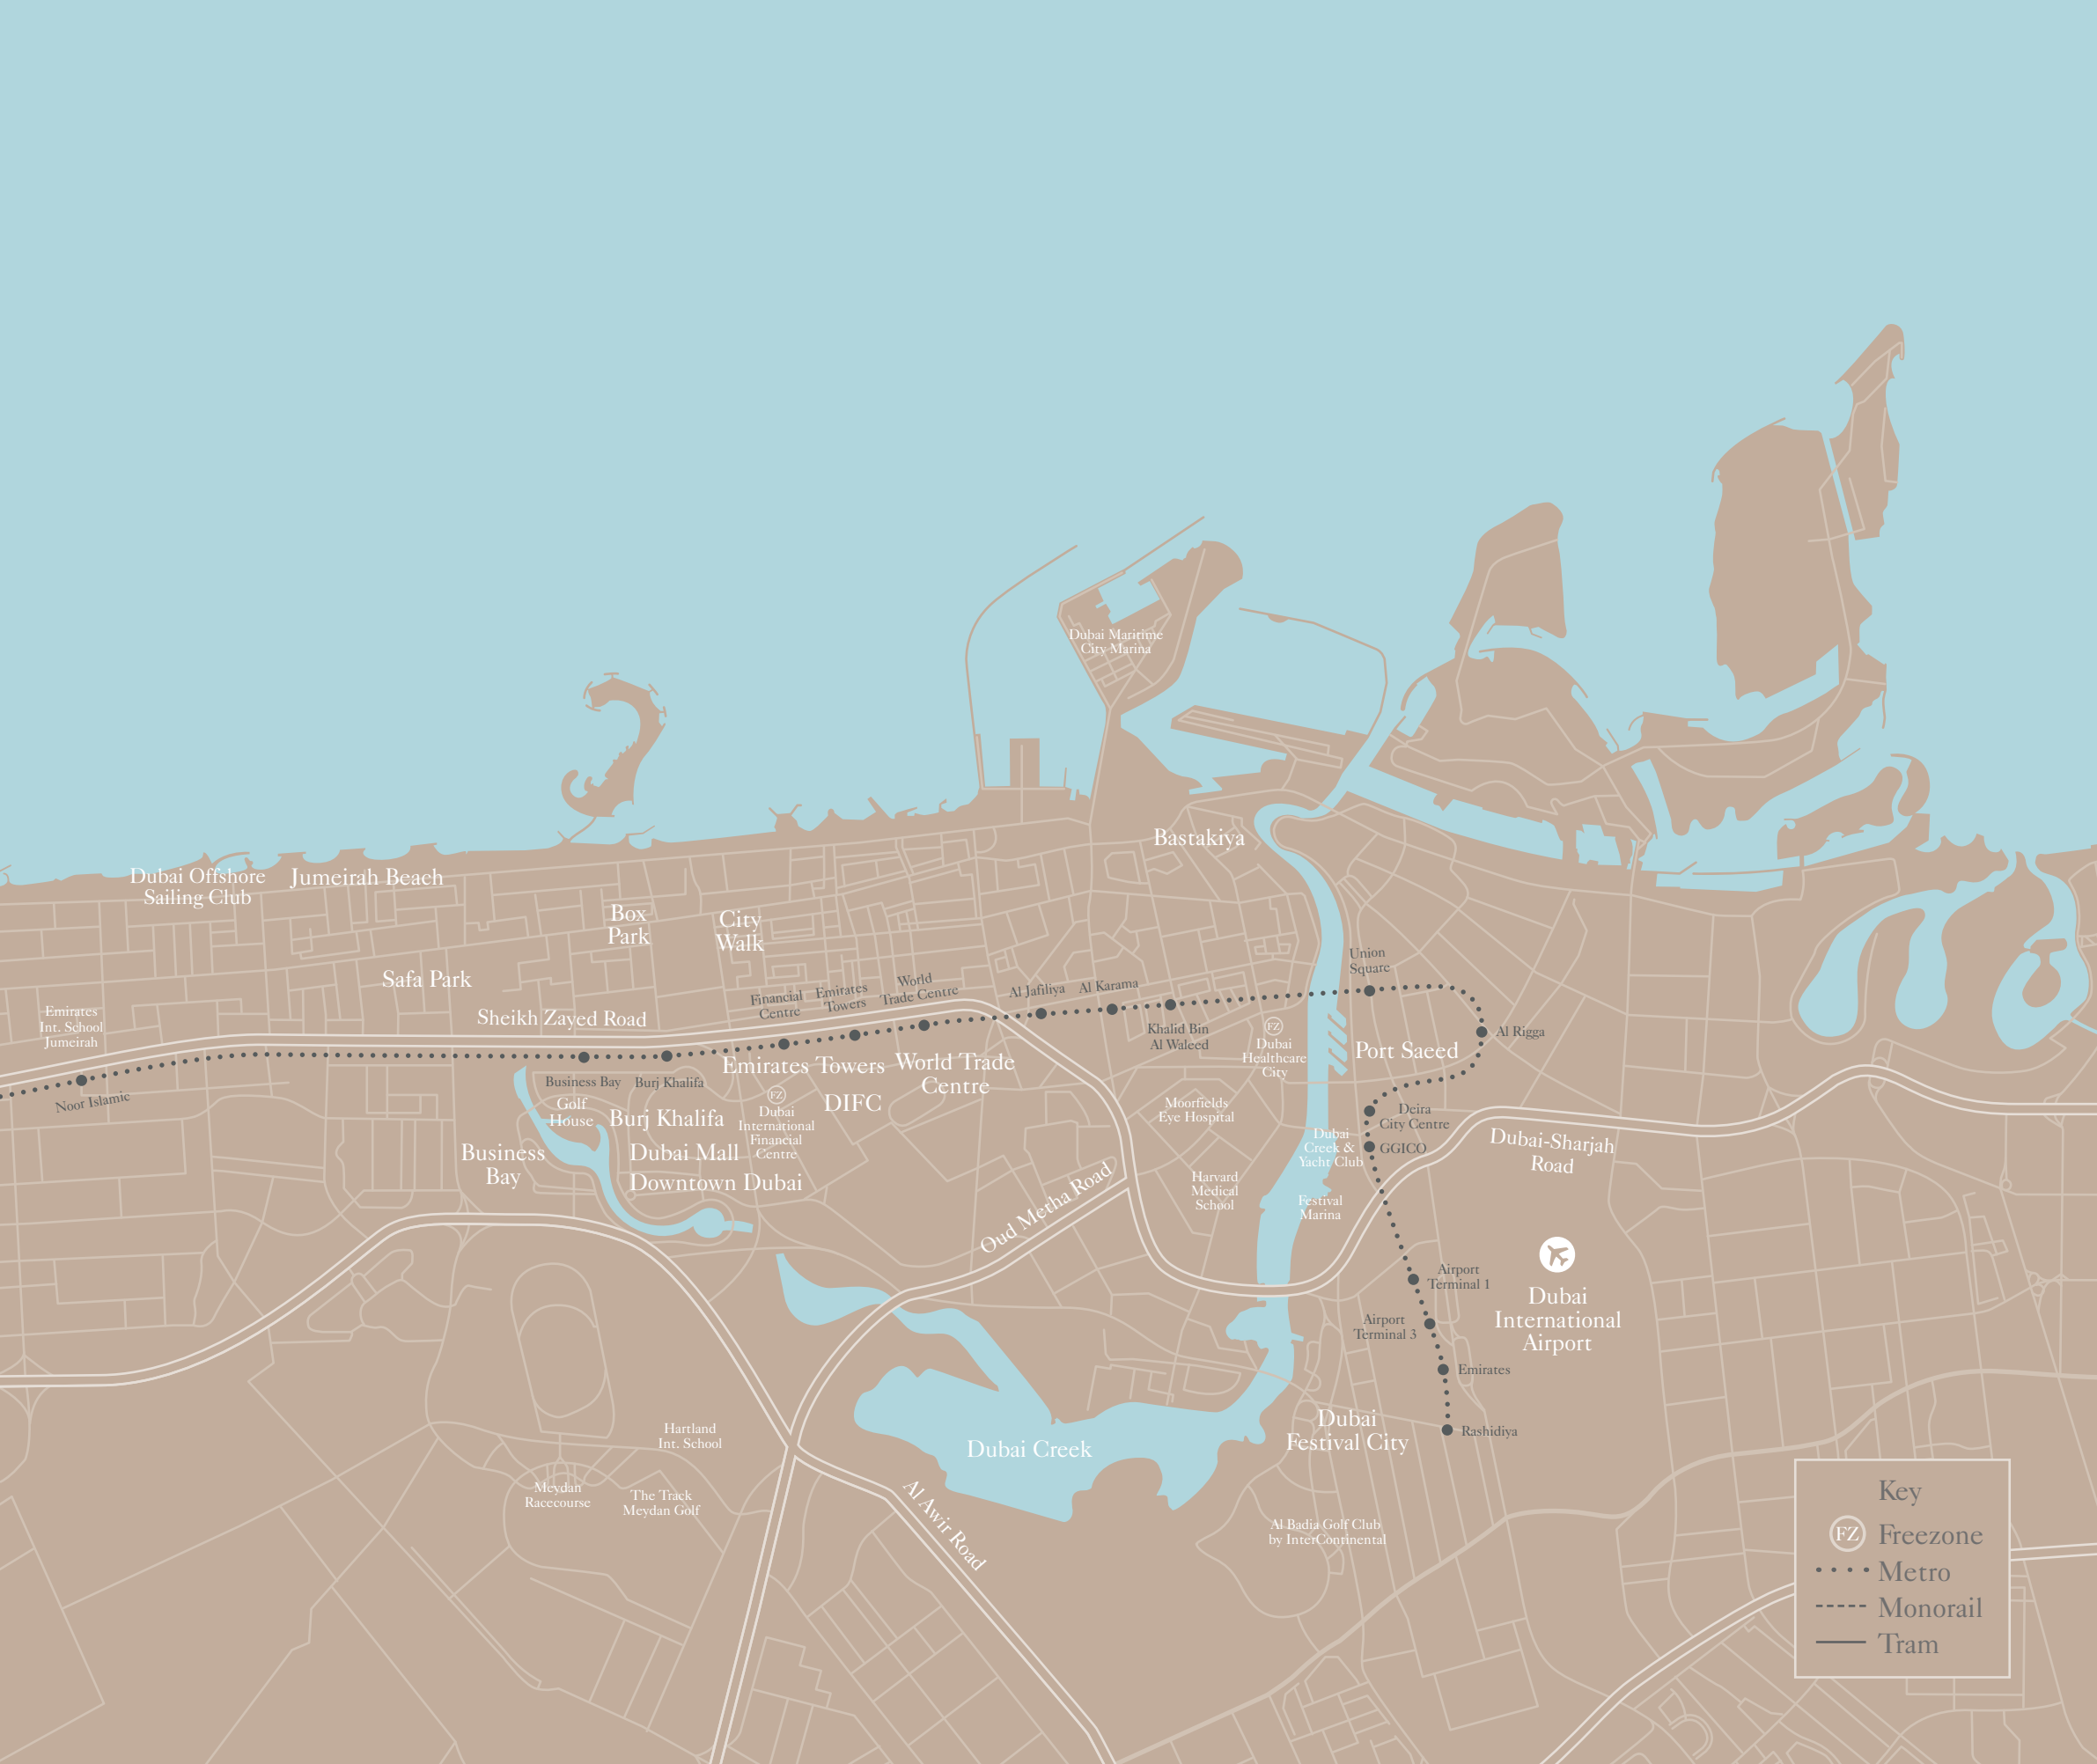 Dubai Maritime
City Marina
Bastakiya
Dubai Offshore
Sailing Club
Jumeirah Beach
Box
Park
City
Walk
Safa Park
Emirates
Int. School
Jumeirah
Sheikh Zayed Road
Noor Islamic
Business Bay
Burj Khalifa
Financial
Centre
Emirates
Towers
World
Trade Centre
Al Jafiliya
Al Karama
Khalid Bin
Al Waleed
Union
Square
Al Rigga
FZ
Dubai
Healthcare
City
Port Saeed
Emirates Towers
World Trade
Centre
DIFC
FZ
Dubai
International
Financial
Centre
Golf
House
Burj Khalifa
Dubai Mall
Downtown Dubai
Business
Bay
Moorfields
Eye Hospital
Harvard
Medical
School
Deira
City Centre
GGICO
Dubai
Creek &
Yacht Club
Festival
Marina
Dubai-Sharjah
Road
Oud Metha Road
Airport
Terminal 1
Airport
Terminal 3
Emirates
Rashidiya
Dubai
International
Airport
Dubai
Festival City
Dubai Creek
Hartland
Int. School
Meydan
Racecourse
The Track
Meydan Golf
Al Awir Road
Al Badia Golf Club
by InterContinental
Key
FZ Freezone
Metro
Monorail
Tram